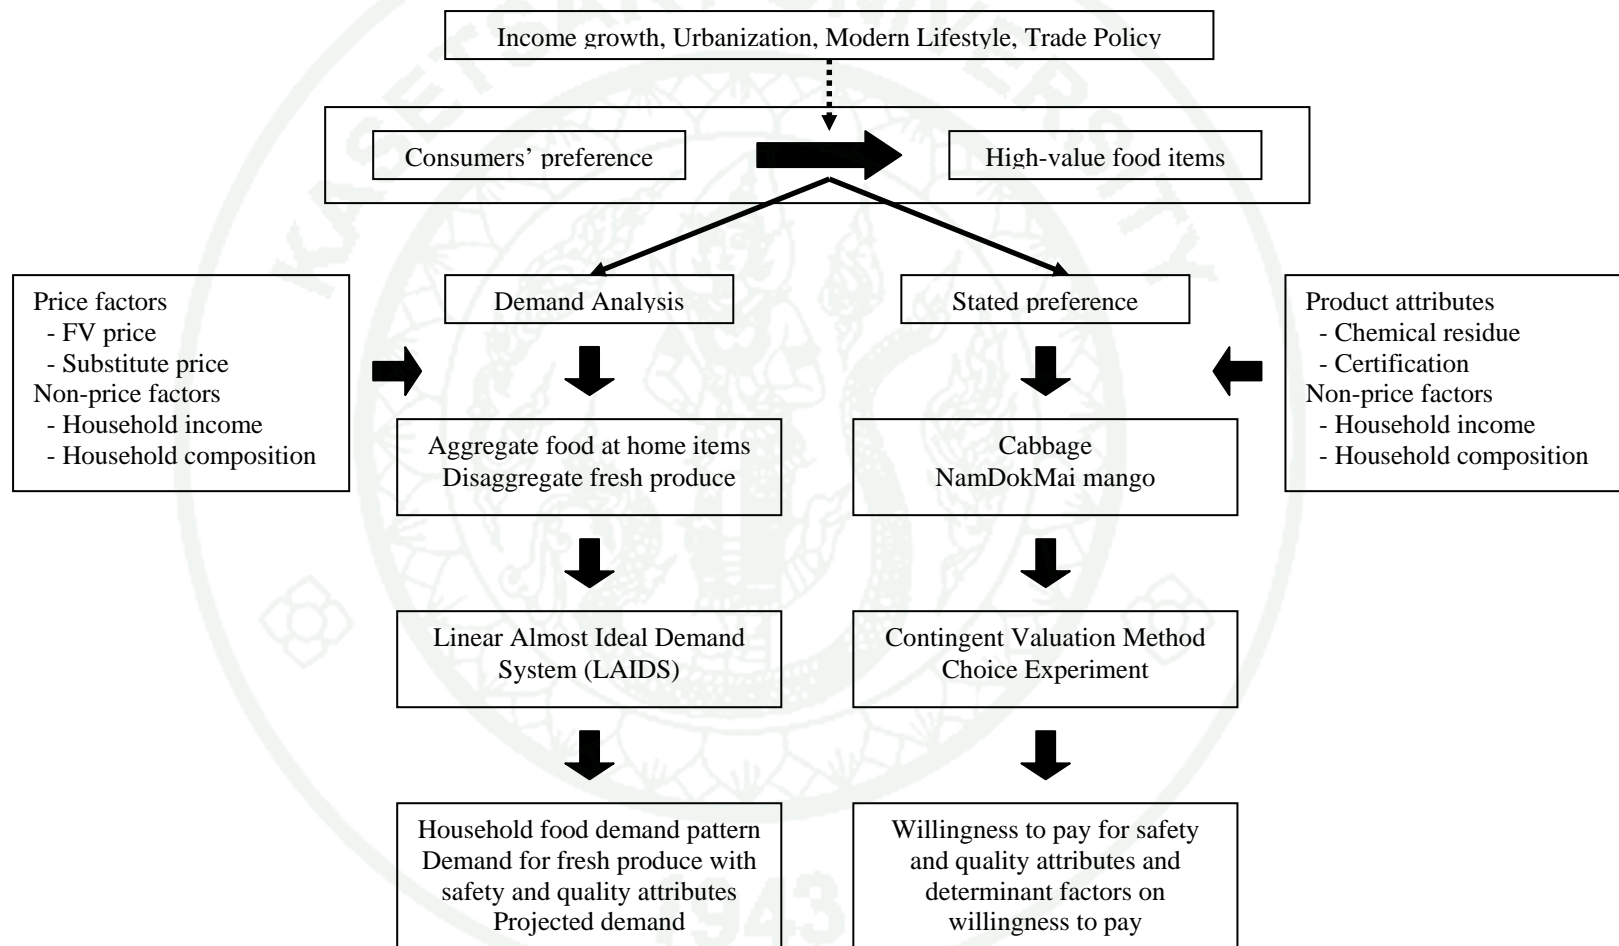 Income growth, Urbanization, Modern Lifestyle, Trade Policy
Consumers’ preference
High-value food items
Demand Analysis
Stated preference
Price factors
- FV price
- Substitute price
Non-price factors
- Household income
- Household composition
Product attributes
- Chemical residue
- Certification
Non-price factors
- Household income
- Household composition
Aggregate food at home items
Disaggregate fresh produce
Cabbage
NamDokMai mango
Linear Almost Ideal Demand
System (LAIDS)
Contingent Valuation Method
Choice Experiment
Household food demand pattern
Demand for fresh produce with
safety and quality attributes
Projected demand
Willingness to pay for safety
and quality attributes and
determinant factors on
willingness to pay
KASETSART UNIVERSITY
1943